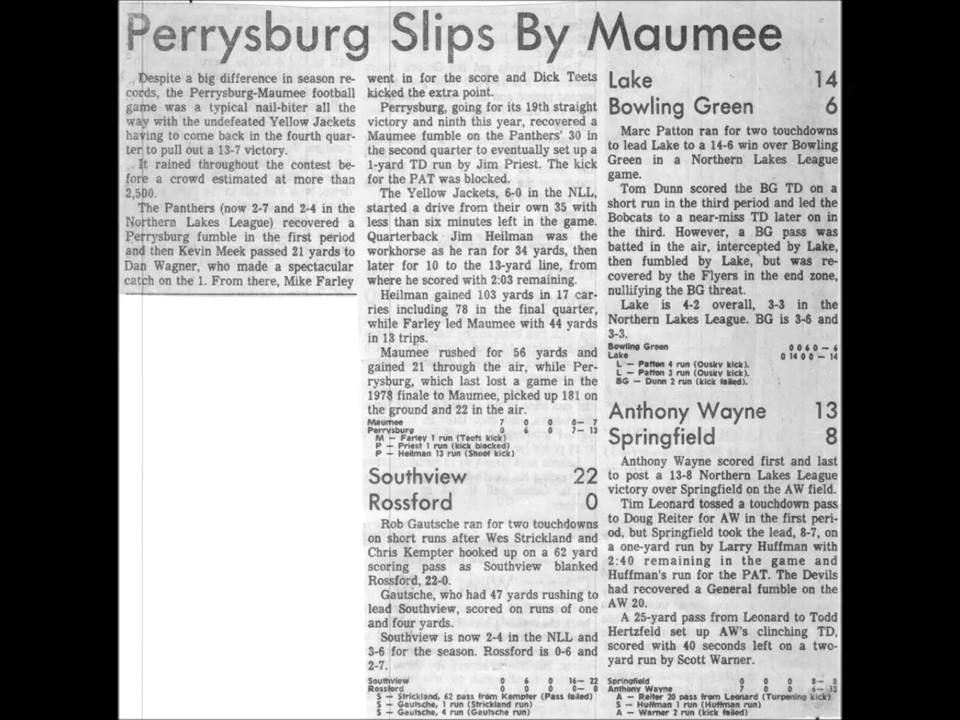 Perrysburg Slips By Maumee
Despite a big difference in season re-
cords, the Perrysburg-Maumee football
game was a typical nail-biter all the
way with the undefeated Yellow Jackets
having to come back in the fourth quar-
ter to pull out a 13-7 victory.
It rained throughout the contest be-
fore a crowd estimated at more than
2,500.
The Panthers (now 2-7 and 2-4 in the
Northern Lakes League) recovered a
Perrysburg fumble in the first period
and then Kevin Meek passed 21 yards to
Dan Wagner, who made a spectacular
catch on the 1. From there, Mike Farley
went in for the score and Dick Teets
kicked the extra point.
Perrysburg, going for its 19th straight
victory and ninth this year, recovered a
Maumee fumble on the Panthers' 30 in
the second quarter to eventually set up a
1-yard TD run by Jim Priest. The kick
for the PAT was blocked.
The Yellow Jackets, 6-0 in the NLL,
started a drive from their own 35 with
less than six minutes left in the game.
Quarterback Jim Heilman was the
workhorse as he ran for 34 yards, then
later for 10 to the 13-yard line, from
where he scored with 2:03 remaining.
Heilman gained 103 yards in 17 car-
ries including 78 in the final quarter,
while Farley led Maumee with 44 yards
in 13 trips.
Maumee rushed for 56 yards and
gained 21 through the air, while Per-
rysburg, which last lost a game in the
1978 finale to Maumee, picked up 181 on
the ground and 22 in the air.
Maumee 7 0 0 0— 7
Perrysburg 0 6 0 7— 13
M — Farley 1 run (Teets kick)
P — Priest 1 run (kick blocked)
P — Heilman 13 run (Shoof kick)
Southview 22
Rossford 0
Rob Gautsche ran for two touchdowns
on short runs after Wes Strickland and
Chris Kempter hooked up on a 62 yard
scoring pass as Southview blanked
Rossford, 22-0.
Gautsche, who had 47 yards rushing to
lead Southview, scored on runs of one
and four yards.
Southview is now 2-4 in the NLL and
3-6 for the season. Rossford is 0-6 and
2-7.
Southview 0 6 0 16— 22
Rossford 0 0 0 0— 0
S — Strickland, 62 pass from Kempter (Pass failed)
S — Gautsche, 1 run (Strickland run)
S — Gautsche, 4 run (Gautsche run)
Lake 14
Bowling Green 6
Marc Patton ran for two touchdowns
to lead Lake to a 14-6 win over Bowling
Green in a Northern Lakes League
game.
Tom Dunn scored the BG TD on a
short run in the third period and led the
Bobcats to a near-miss TD later on in
the third. However, a BG pass was
batted in the air, intercepted by Lake,
then fumbled by Lake, but was re-
covered by the Flyers in the end zone,
nullifying the BG threat.
Lake is 4-2 overall, 3-3 in the
Northern Lakes League. BG is 3-6 and
3-3.
Bowling Green 0 0 6 0 — 6
Lake 0 14 0 0 — 14
L — Patton 4 run (Ousky kick).
L — Patton 3 run (Ousky kick).
BG — Dunn 2 run (kick failed).
Anthony Wayne 13
Springfield 8
Anthony Wayne scored first and last
to post a 13-8 Northern Lakes League
victory over Springfield on the AW field.
Tim Leonard tossed a touchdown pass
to Doug Reiter for AW in the first peri-
od, but Springfield took the lead, 8-7, on
a one-yard run by Larry Huffman with
2:40 remaining in the game and
Huffman's run for the PAT. The Devils
had recovered a General fumble on the
AW 20.
A 25-yard pass from Leonard to Todd
Hertzfeld set up AW's clinching TD,
scored with 40 seconds left on a two-
yard run by Scott Warner.
Springfield 0 0 0 8— 8
Anthony Wayne 7 0 0 6— 13
A — Reiter 20 pass from Leonard (Turpening kick)
S — Huffman 1 run (Huffman run)
A — Warner 2 run (kick failed)